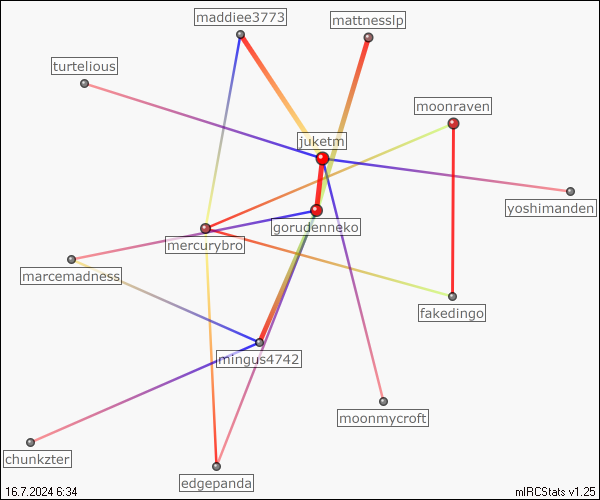 maddiee3773
mattnesslp
turtelious
moonraven
juketm
yoshimanden
gorudenneko
mercurybro
marcemadness
fakedingo
mingus4742
moonmycroft
chunkzter
edgepanda
16.7.2024 6:34
mIRCStats v1.25